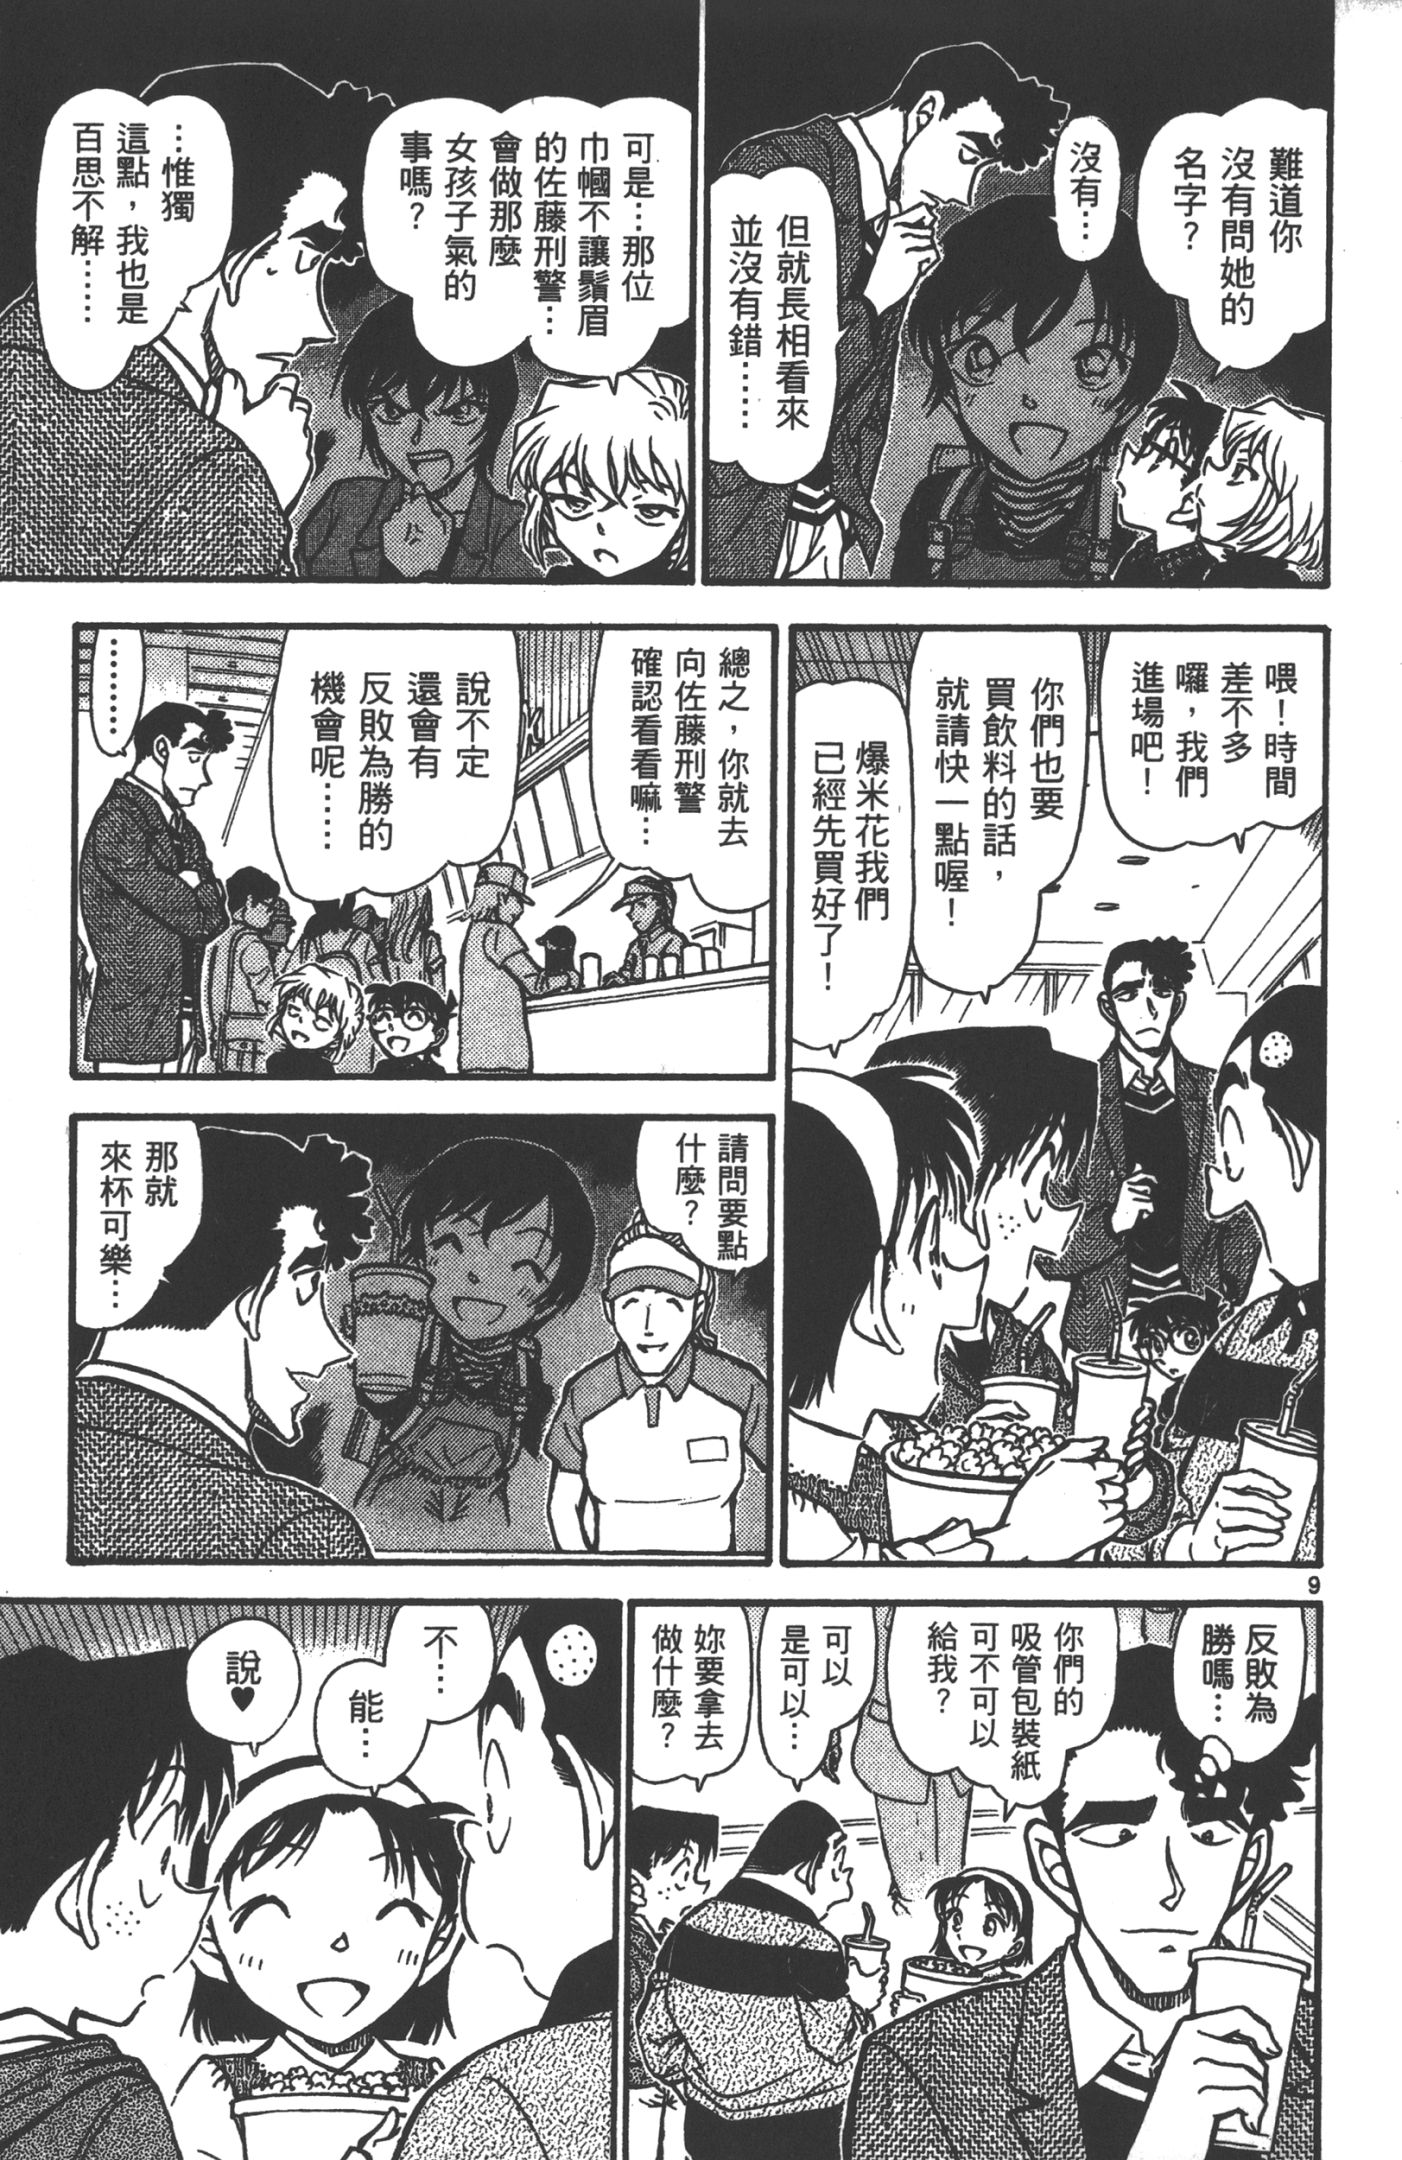 難道你
沒有問她的
名字？
沒有…
但就長相看來
並沒有錯……
可是…那位
巾幗不讓鬚眉
的佐藤刑警…
會做那麼
女孩子氣的
事嗎？
…惟獨
這點，我也是
百思不解……
喂！時間
差不多
囉，我們
進場吧！
你們也要
買飲料的話，
就請快一點喔！
爆米花我們
已經先買好了！
總之，你就去
向佐藤刑警
確認看看嘛…
說不定
還會有
反敗為勝的
機會呢……
………
請問要點
什麼？
那就
來杯可樂…
9
反敗為
勝嗎…
你們的
吸管包裝紙
可不可以
給我？
可以
是可以…
妳要拿去
做什麼？
不…
能…
說♥